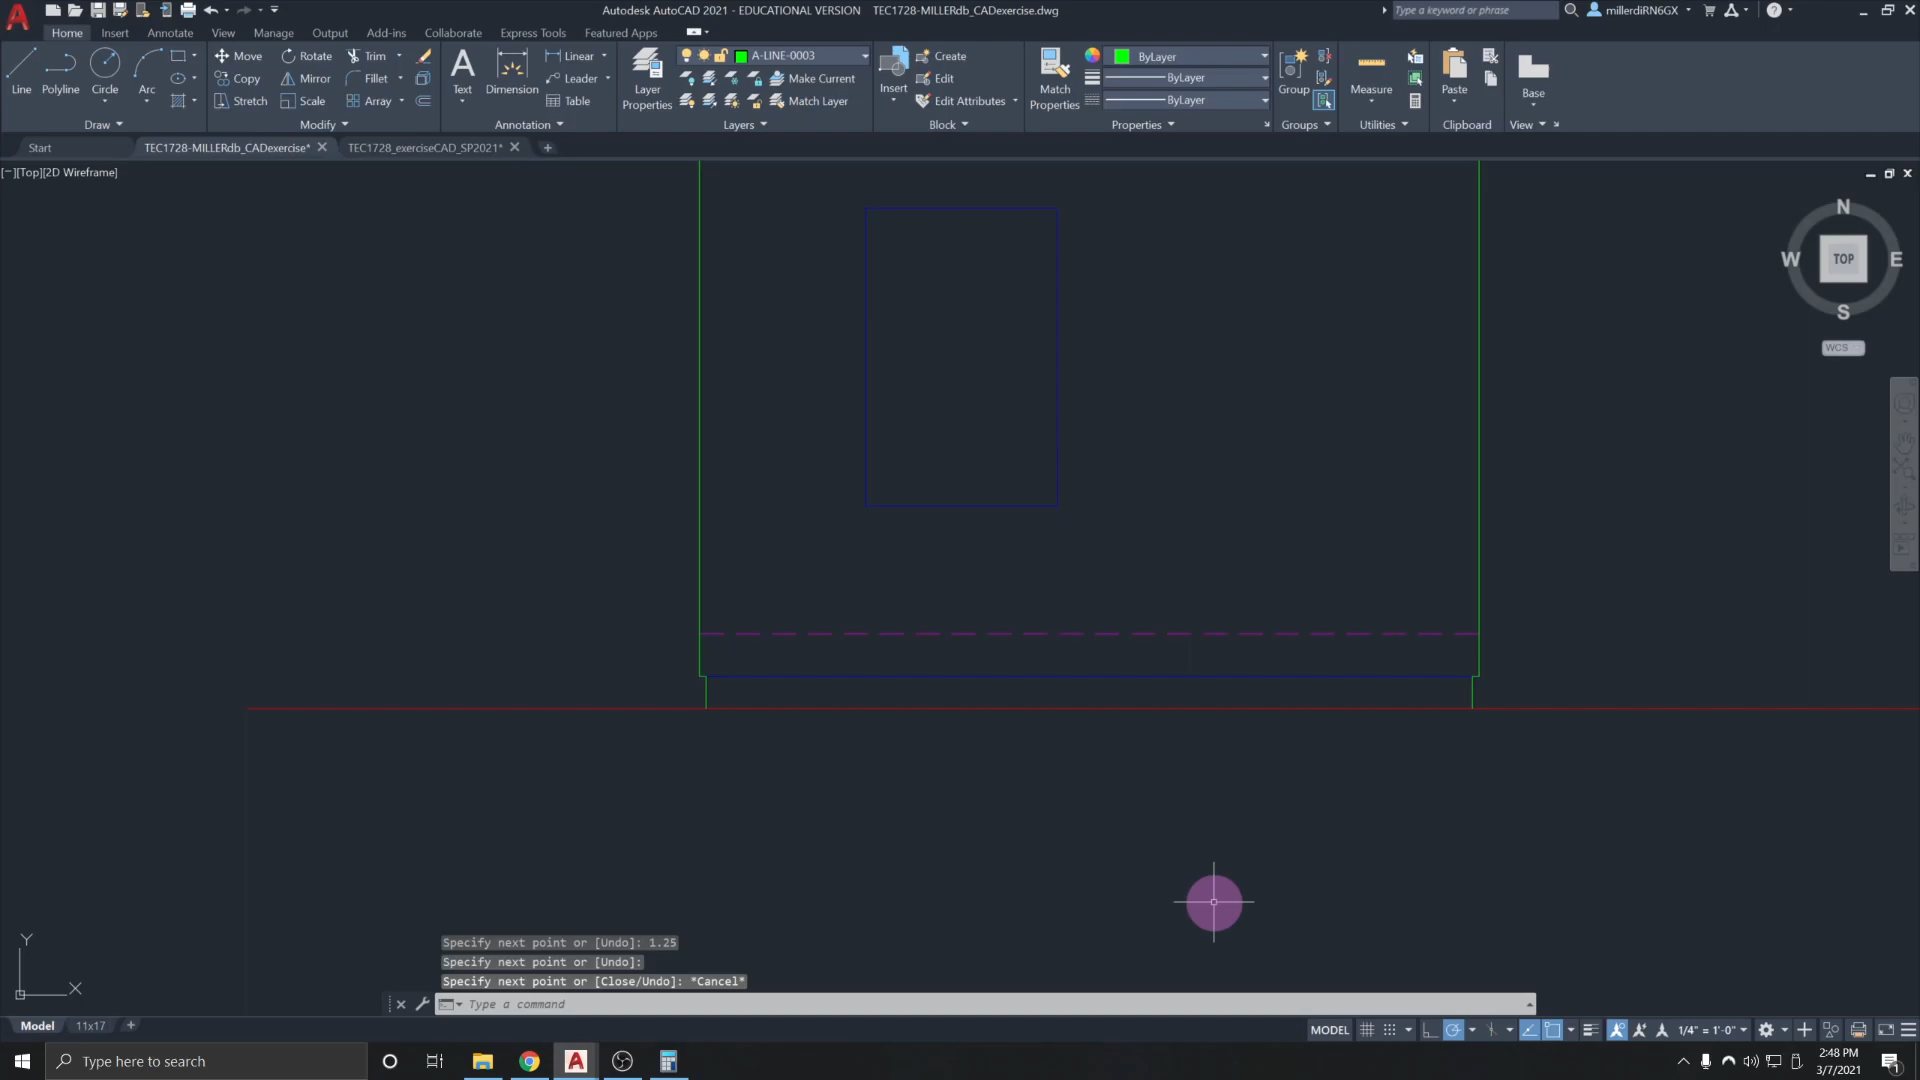 Autodesk AutoCAD 2021 - EDUCATIONAL VERSION    TEC1728-MILLERdb_CADexercise.dwg
Type a keyword or phrase
millerdiRN6GX
Home Insert Annotate View Manage Output Add-ins Collaborate Express Tools Featured Apps
Line Polyline Circle Arc
Draw
Move Rotate Trim
Copy Mirror Fillet
Stretch Scale Array
Modify
Text Dimension
Linear
Leader
Table
Annotation
Layer
Properties
A-LINE-0003
Make Current
Match Layer
Layers
Insert
Create
Edit
Edit Attributes
Block
Match
Properties
ByLayer
ByLayer
ByLayer
Properties
Group
Groups
Measure
Utilities
Paste
Clipboard
Base
View
Start TEC1728-MILLERdb_CADexercise* TEC1728_exerciseCAD_SP2021*
[−][Top][2D Wireframe]
N
W TOP E
S
WCS
Y
X
Specify next point or [Undo]: 1.25
Specify next point or [Undo]:
Specify next point or [Close/Undo]: *Cancel*
Type a command
Model 11x17
MODEL
1/4" = 1'-0"
Type here to search
2:48 PM
3/7/2021
1